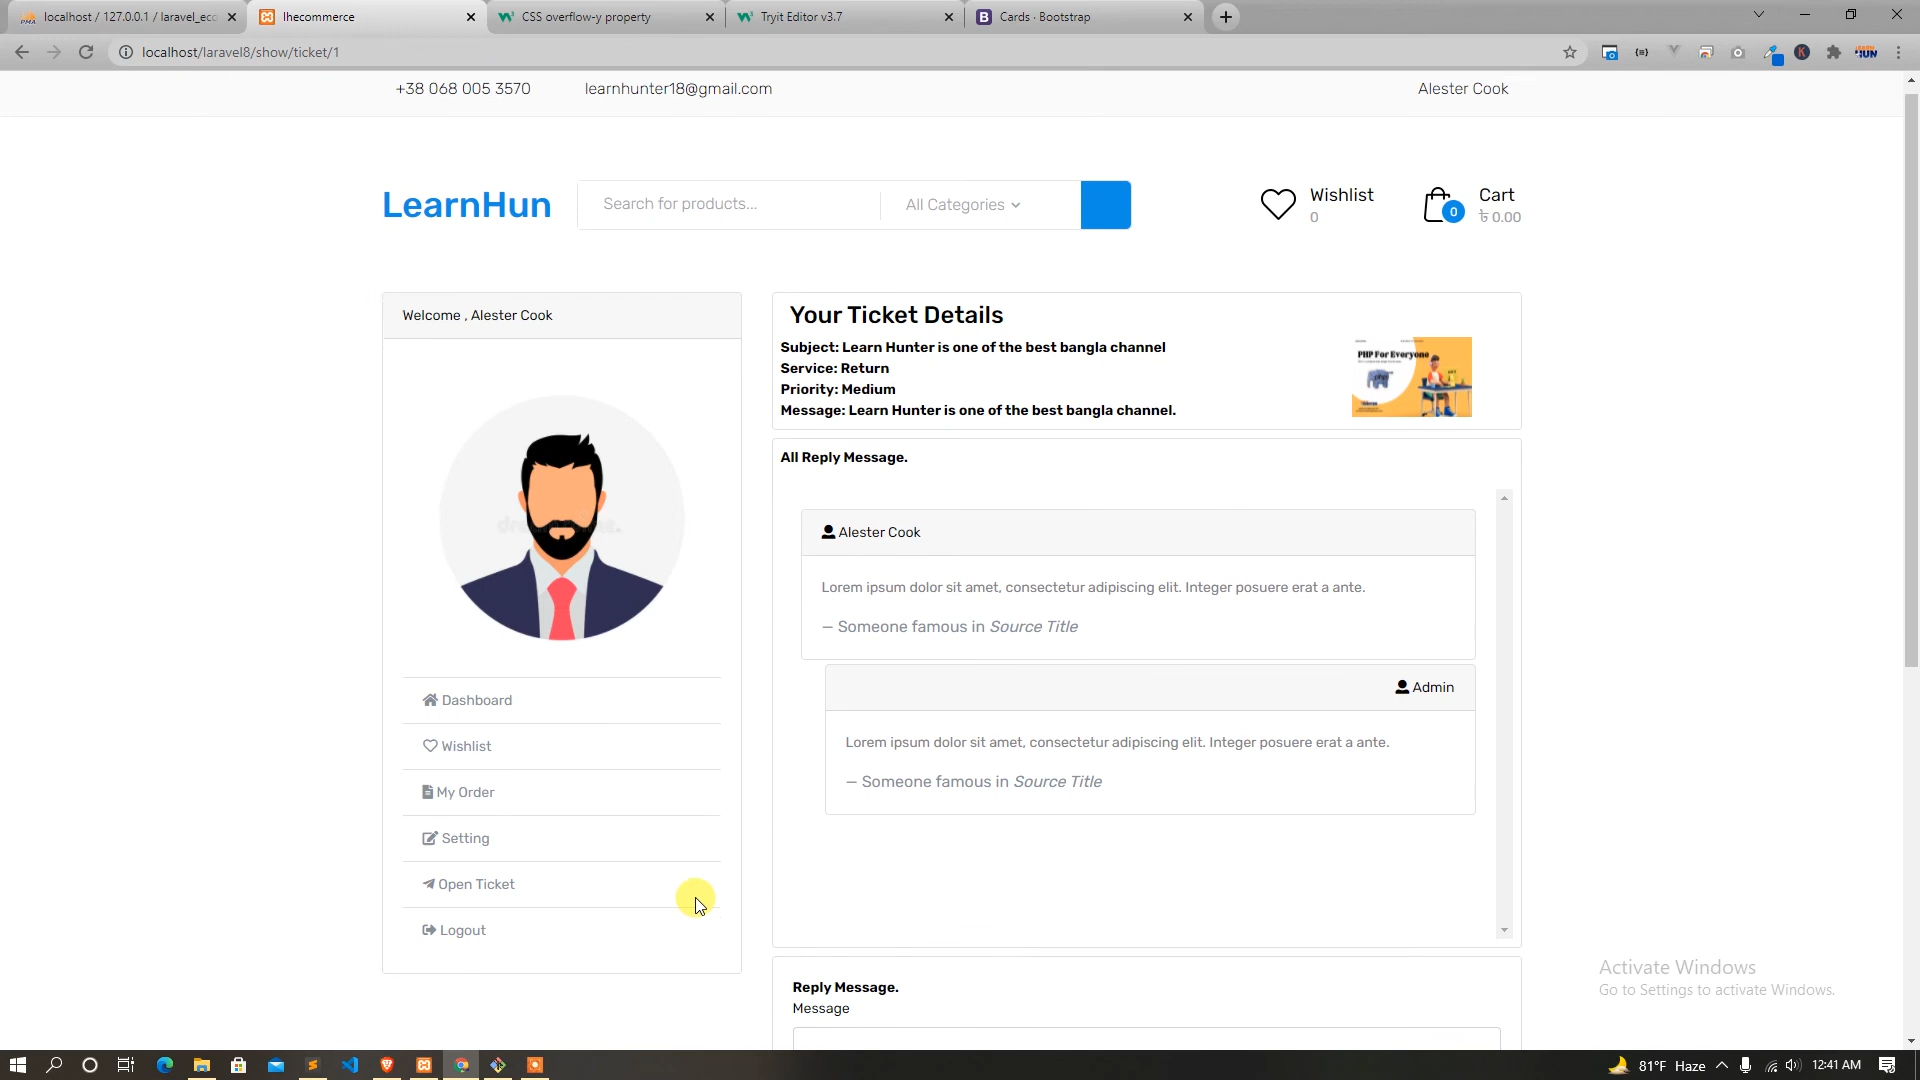 localhost / 127.0.0.1 / laravel_eco
lhecommerce
CSS overflow-y property
Tryit Editor v3.7
Cards · Bootstrap
localhost/laravel8/show/ticket/1
+38 068 005 3570
learnhunter18@gmail.com
Alester Cook
LearnHun
Search for products...
All Categories
Wishlist
0
0
Cart
৳ 0.00
Welcome , Alester Cook
Dashboard
Wishlist
My Order
Setting
Open Ticket
Logout
Your Ticket Details
Subject: Learn Hunter is one of the best bangla channel
Service: Return
Priority: Medium
Message: Learn Hunter is one of the best bangla channel.
PHP For Everyone
php
All Reply Message.
Alester Cook
Lorem ipsum dolor sit amet, consectetur adipiscing elit. Integer posuere erat a ante.
— Someone famous in Source Title
Admin
Lorem ipsum dolor sit amet, consectetur adipiscing elit. Integer posuere erat a ante.
— Someone famous in Source Title
Reply Message.
Message
Activate Windows
Go to Settings to activate Windows.
81°F Haze
12:41 AM